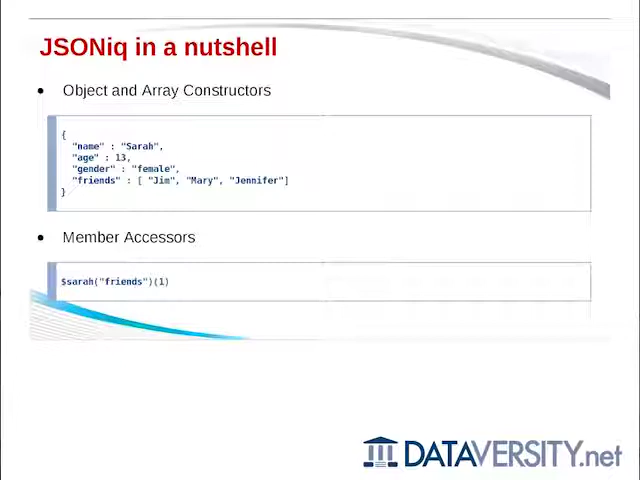 JSONiq in a nutshell
• Object and Array Constructors
{
"name" : "Sarah",
"age" : 13,
"gender" : "female",
"friends" : [ "Jim", "Mary", "Jennifer"]
}
• Member Accessors
$sarah("friends")(1)
DATAVERSITY.net